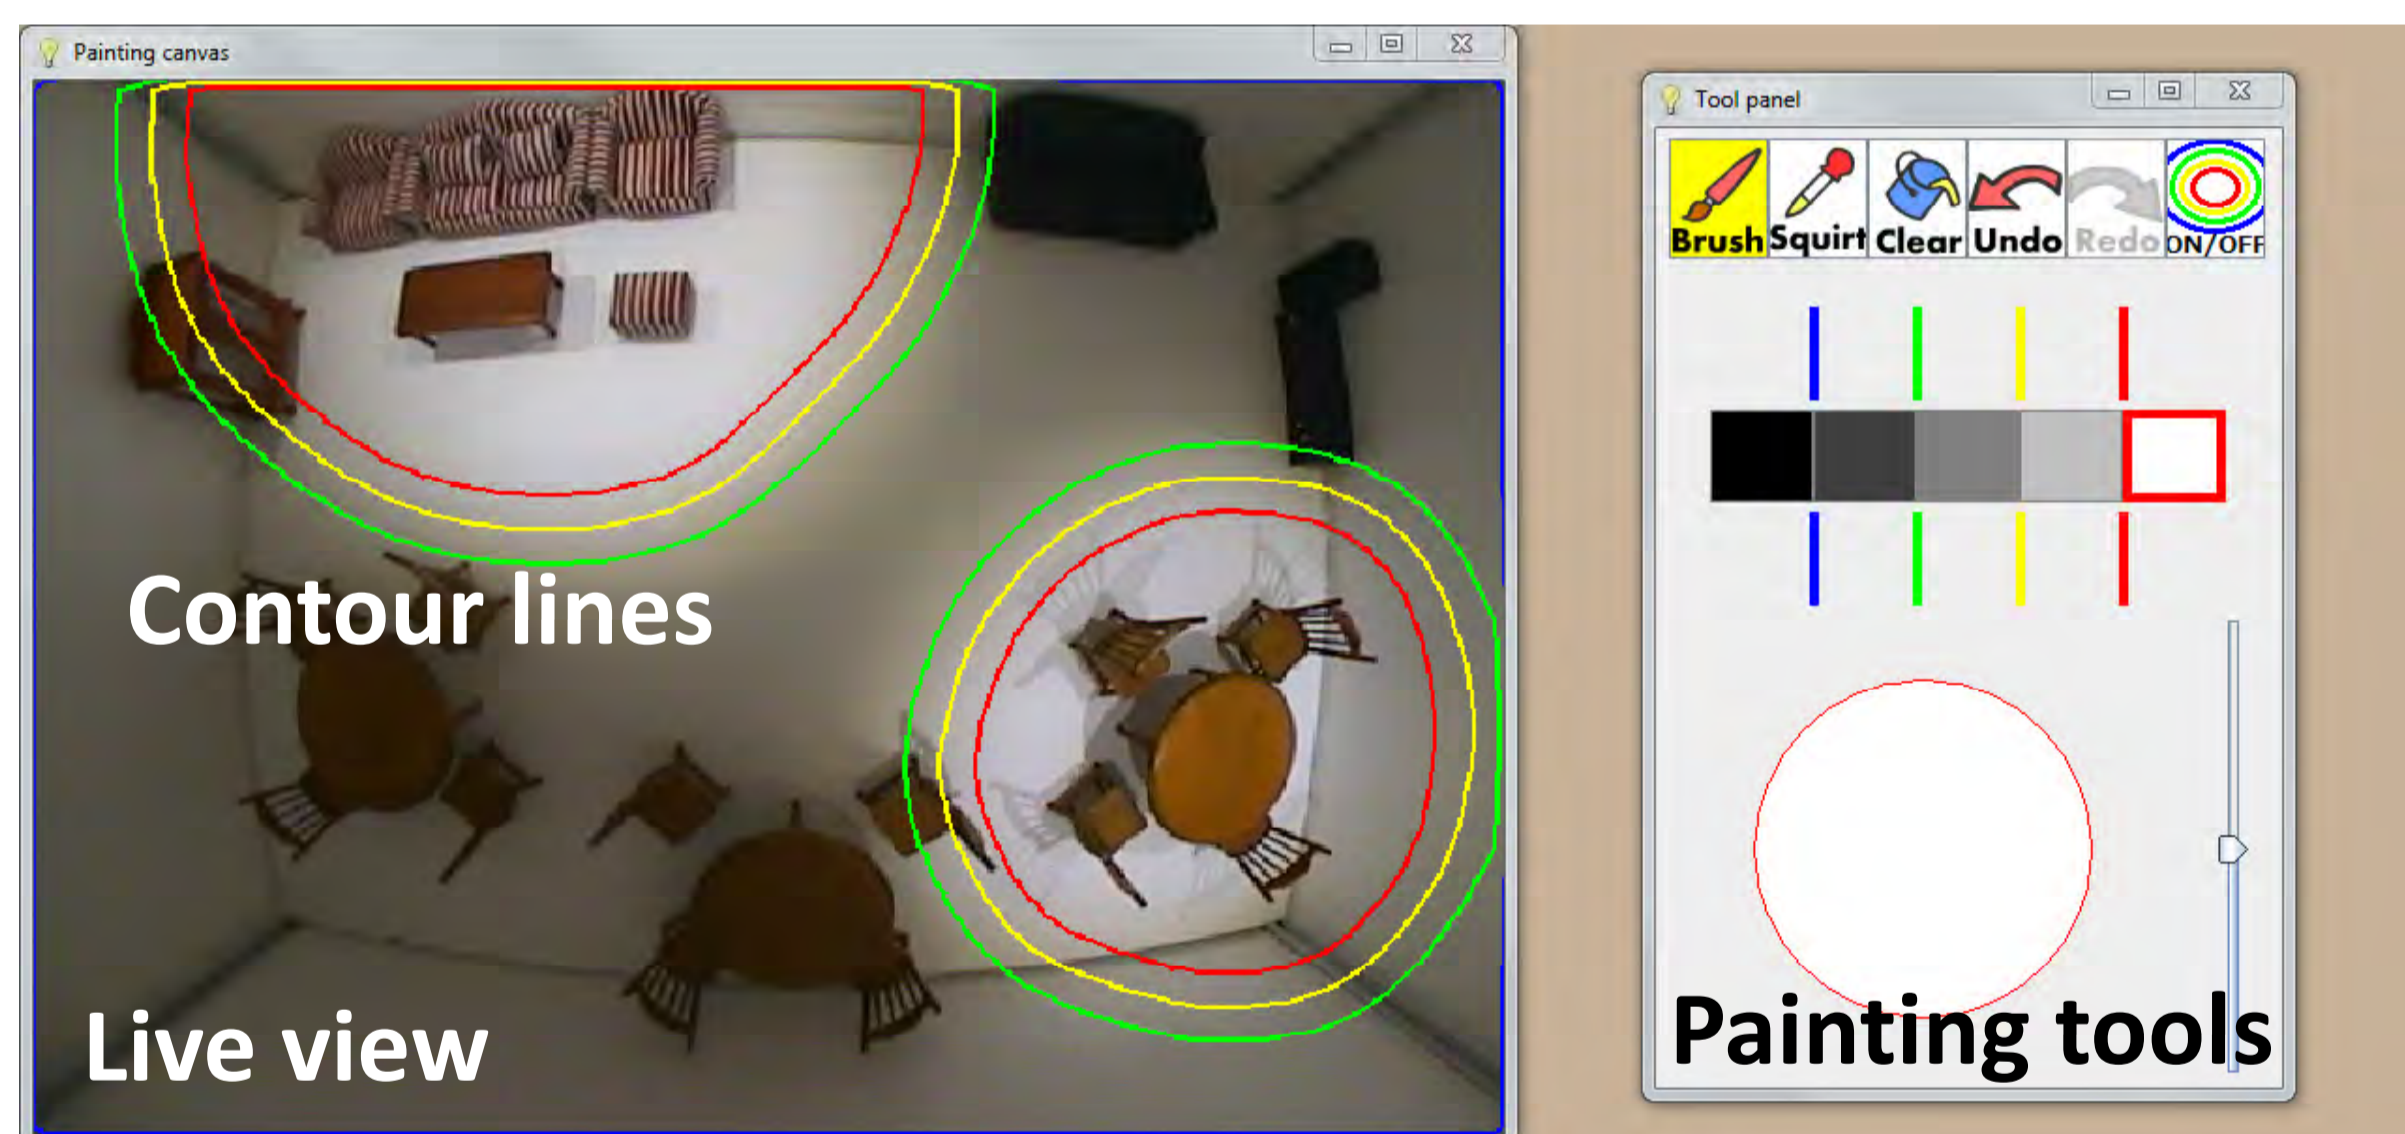 Painting canvas
Contour lines
Live view
Tool panel
Brush Squirt Clear Undo Redo ON/OFF
Painting tools